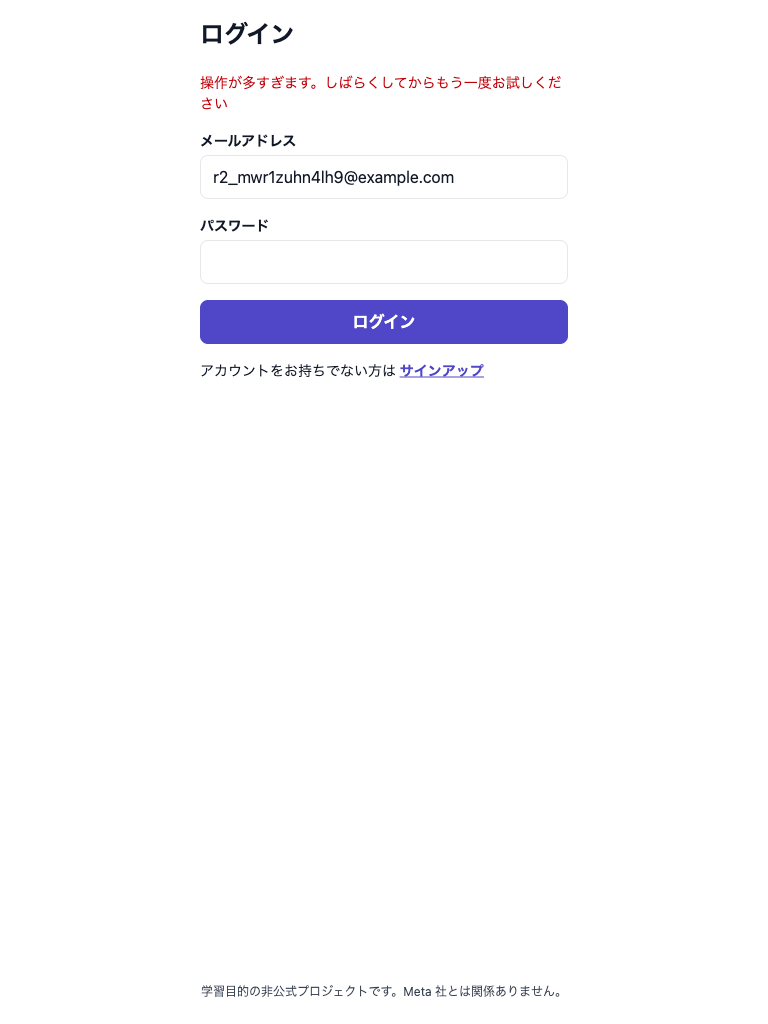 ログイン
操作が多すぎます。しばらくしてからもう一度お試しくだ
さい
メールアドレス
r2_mwr1zuhn4lh9@example.com
パスワード
ログイン
アカウントをお持ちでない方は サインアップ
学習目的の非公式プロジェクトです。Meta 社とは関係ありません。